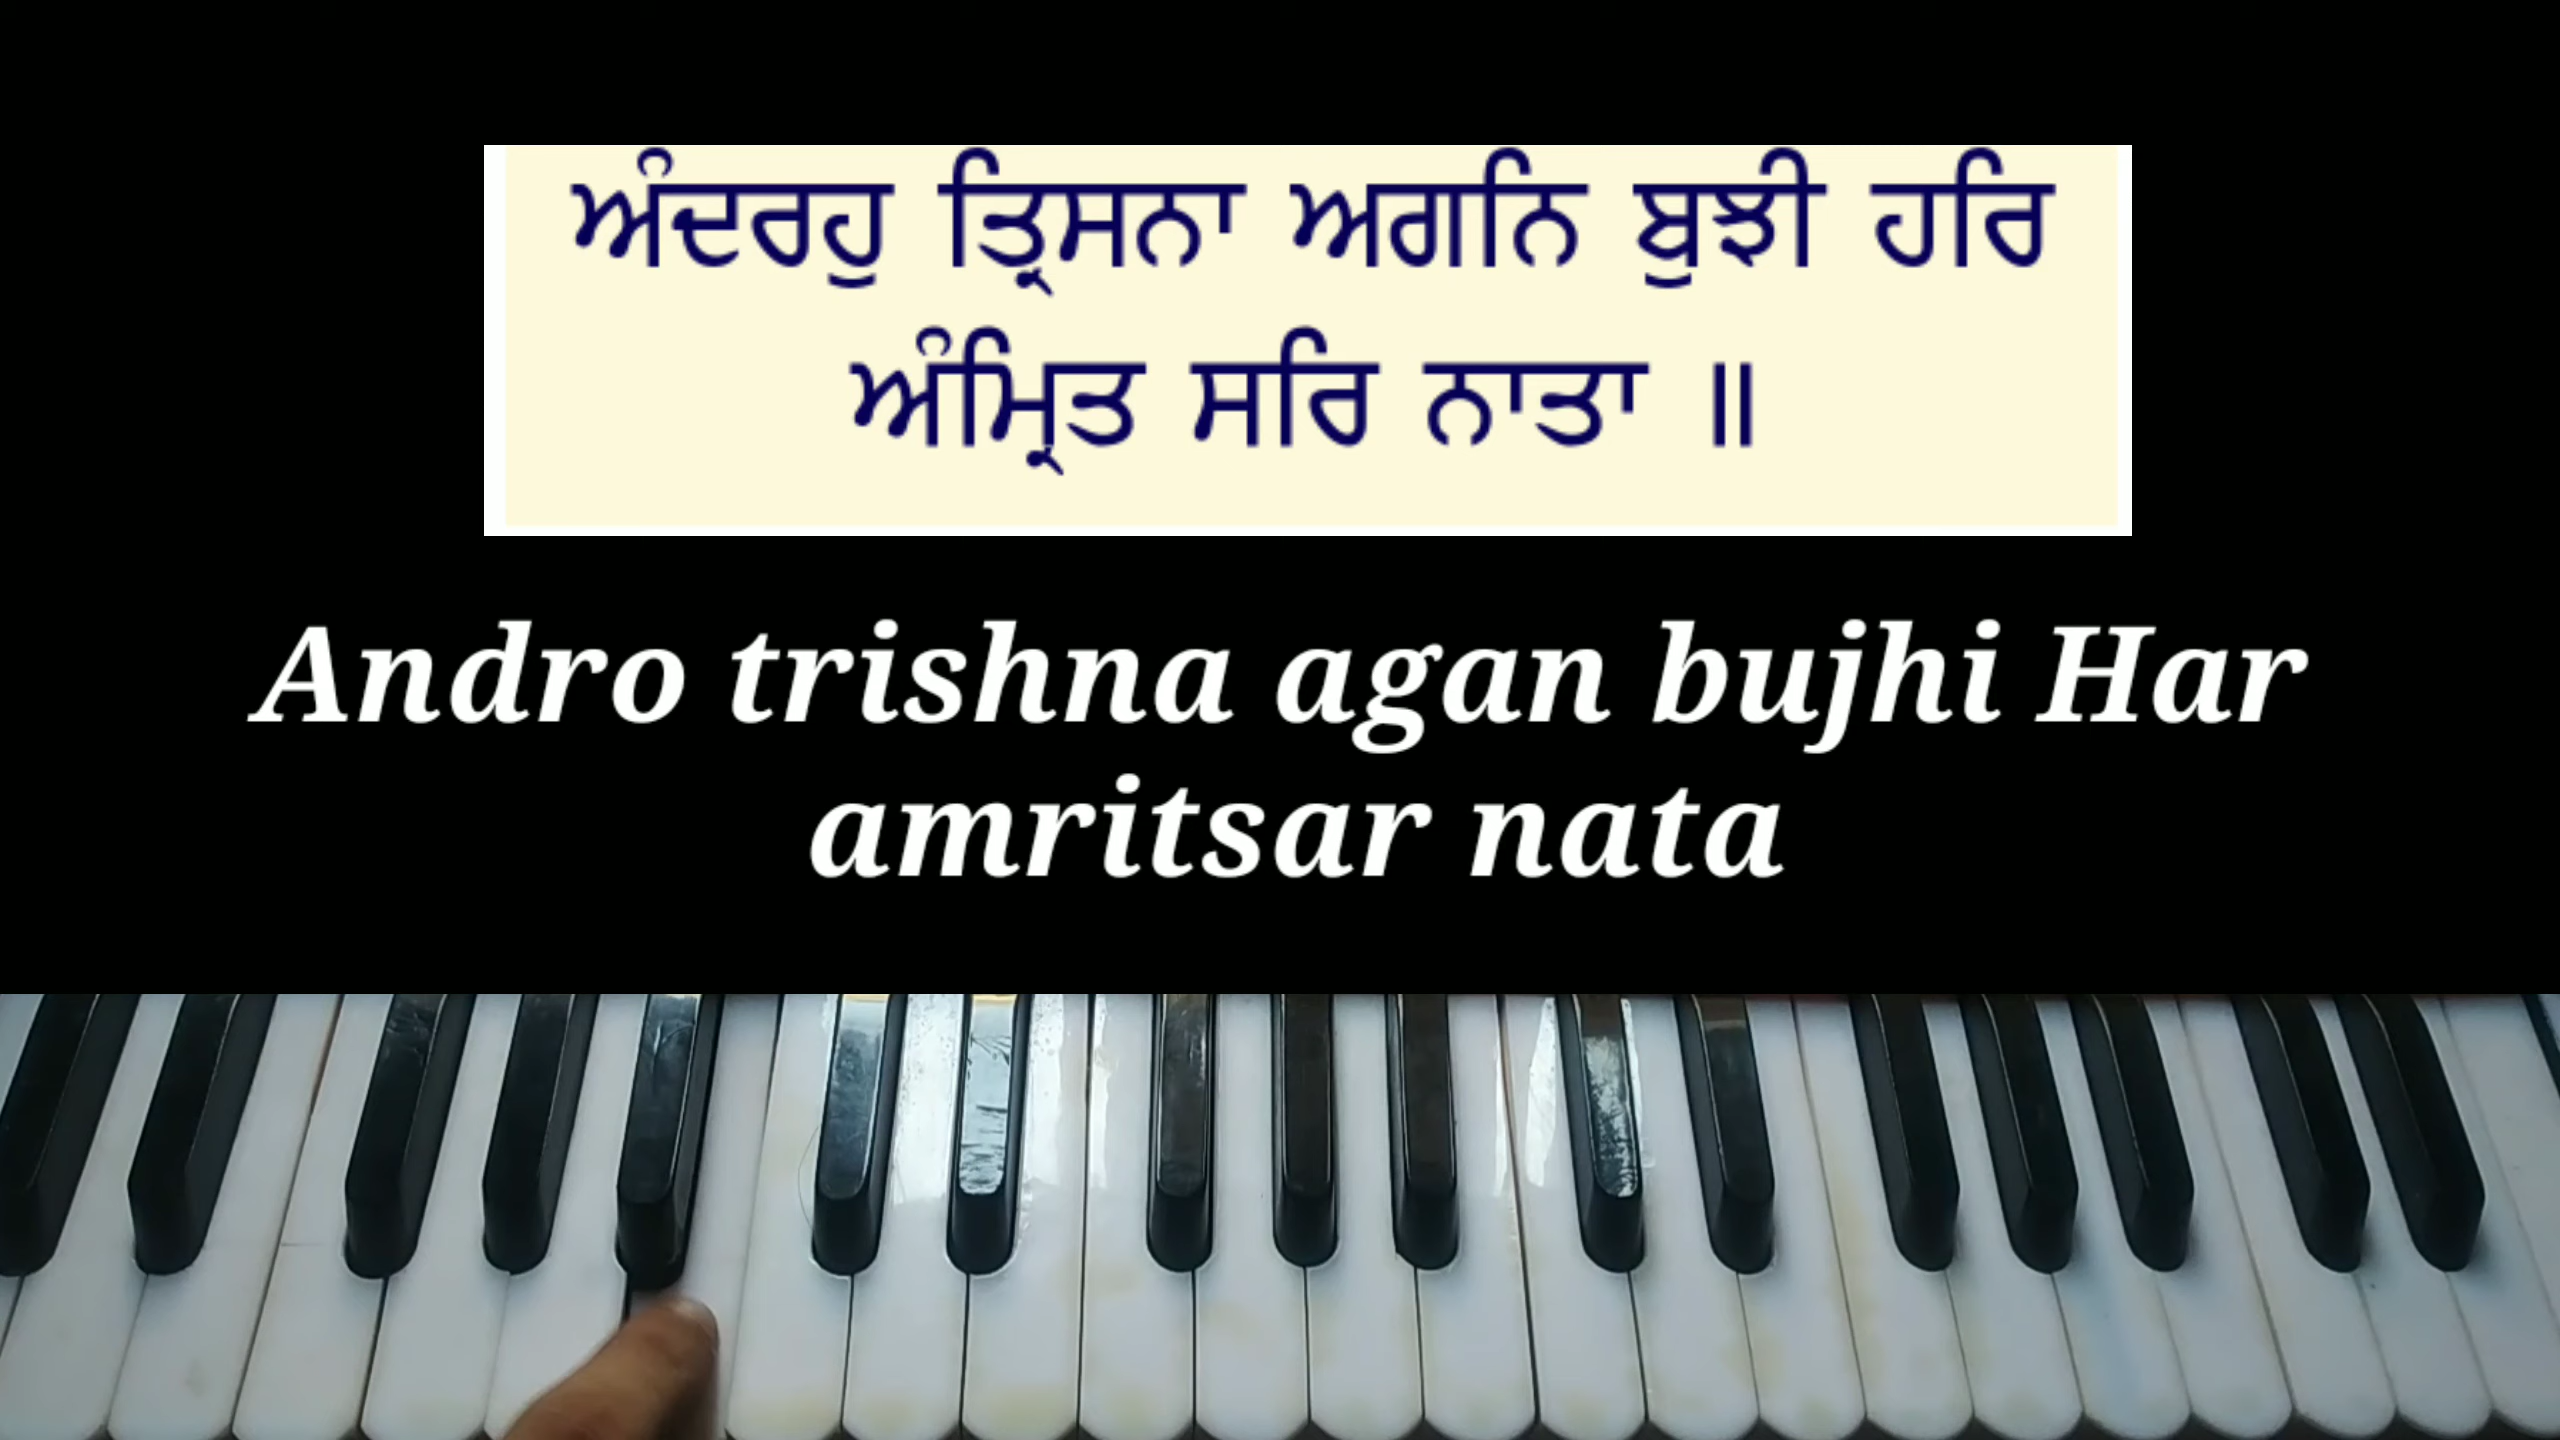 ਅੰਦਰਹੁ ਤ੍ਰਿਸਨਾ ਅਗਨਿ ਬੁਝੀ ਹਰਿ
ਅੰਮ੍ਰਿਤ ਸਰਿ ਨਾਤਾ ॥
Andro trishna agan bujhi Har
amritsar nata